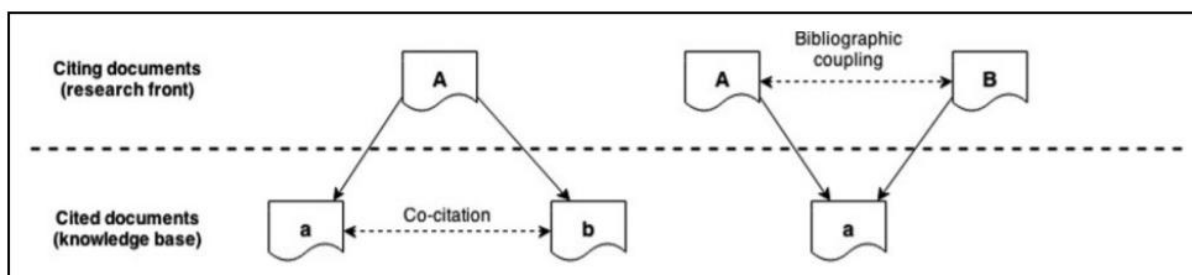 Citing documents
(research front)
A
A
Bibliographic
coupling
B
Cited documents
(knowledge base)
a
Co-citation
b
a